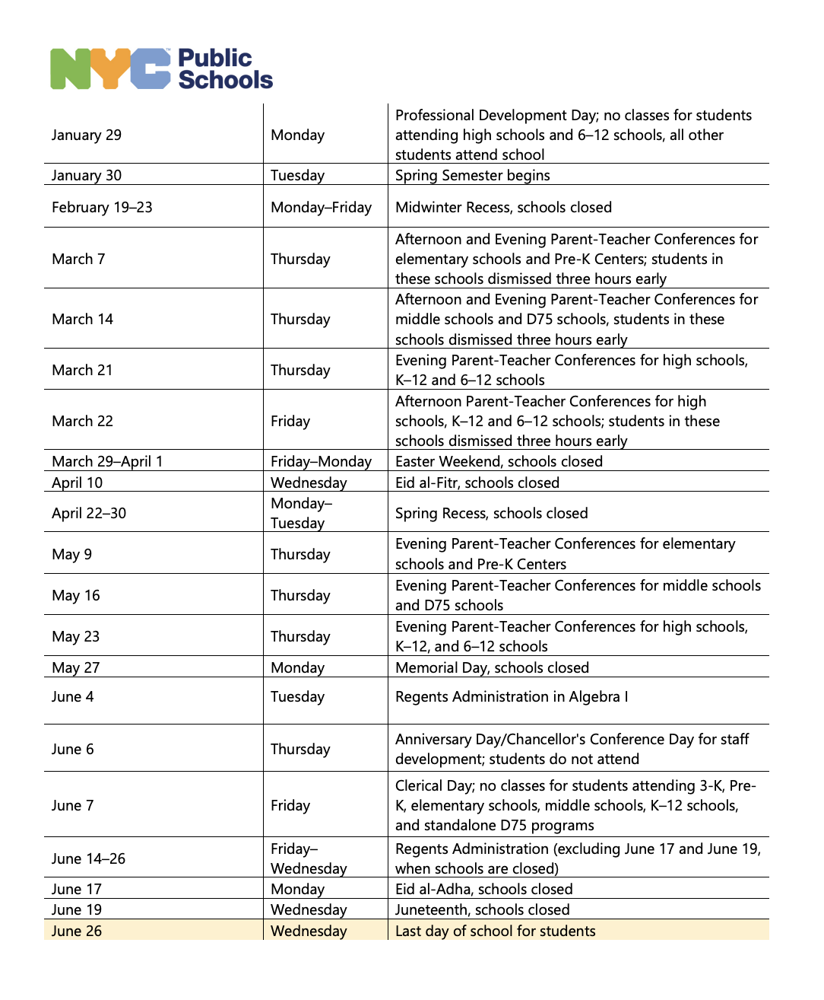 NYC™ Public
Schools
January 29 Monday Professional Development Day; no classes for students
attending high schools and 6–12 schools, all other
students attend school
January 30 Tuesday Spring Semester begins
February 19–23 Monday–Friday Midwinter Recess, schools closed
March 7 Thursday Afternoon and Evening Parent-Teacher Conferences for
elementary schools and Pre-K Centers; students in
these schools dismissed three hours early
March 14 Thursday Afternoon and Evening Parent-Teacher Conferences for
middle schools and D75 schools, students in these
schools dismissed three hours early
March 21 Thursday Evening Parent-Teacher Conferences for high schools,
K–12 and 6–12 schools
March 22 Friday Afternoon Parent-Teacher Conferences for high
schools, K–12 and 6–12 schools; students in these
schools dismissed three hours early
March 29–April 1 Friday–Monday Easter Weekend, schools closed
April 10 Wednesday Eid al-Fitr, schools closed
April 22–30 Monday–
Tuesday Spring Recess, schools closed
May 9 Thursday Evening Parent-Teacher Conferences for elementary
schools and Pre-K Centers
May 16 Thursday Evening Parent-Teacher Conferences for middle schools
and D75 schools
May 23 Thursday Evening Parent-Teacher Conferences for high schools,
K–12, and 6–12 schools
May 27 Monday Memorial Day, schools closed
June 4 Tuesday Regents Administration in Algebra I
June 6 Thursday Anniversary Day/Chancellor's Conference Day for staff
development; students do not attend
June 7 Friday Clerical Day; no classes for students attending 3-K, Pre-
K, elementary schools, middle schools, K–12 schools,
and standalone D75 programs
June 14–26 Friday–
Wednesday Regents Administration (excluding June 17 and June 19,
when schools are closed)
June 17 Monday Eid al-Adha, schools closed
June 19 Wednesday Juneteenth, schools closed
June 26 Wednesday Last day of school for students